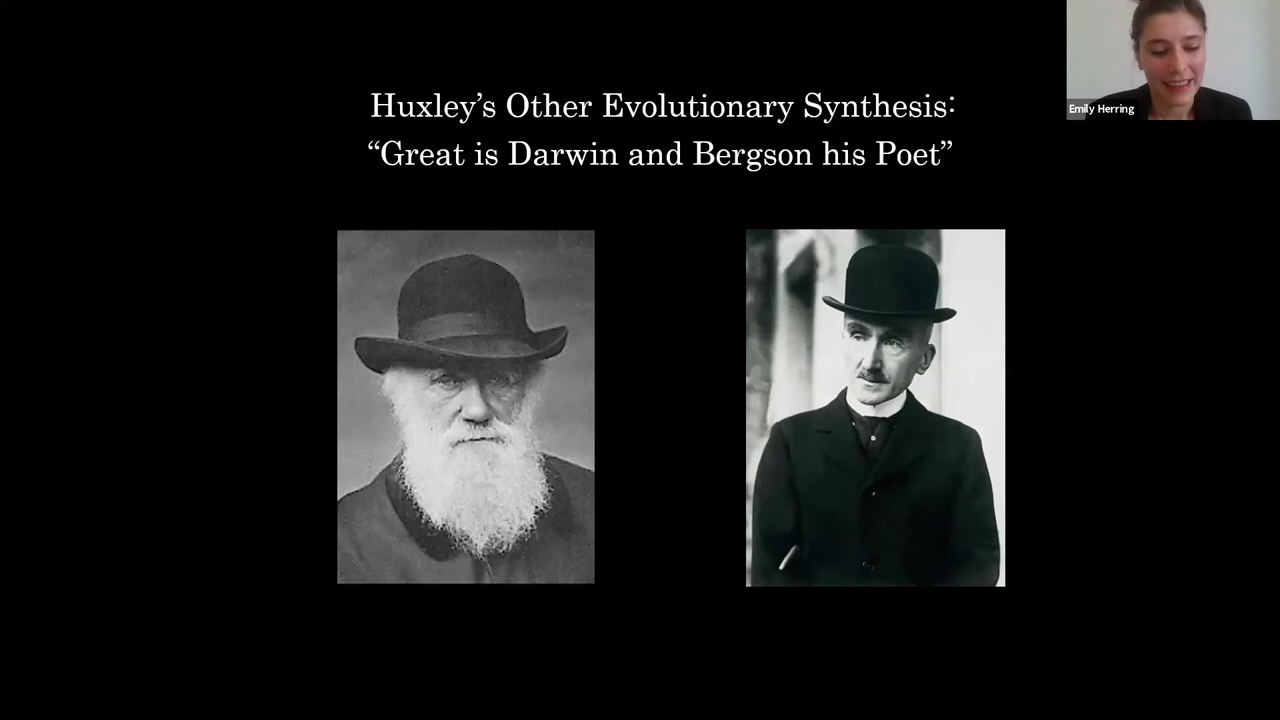 Huxley’s Other Evolutionary Synthesis:
“Great is Darwin and Bergson his Poet”
Emily Herring